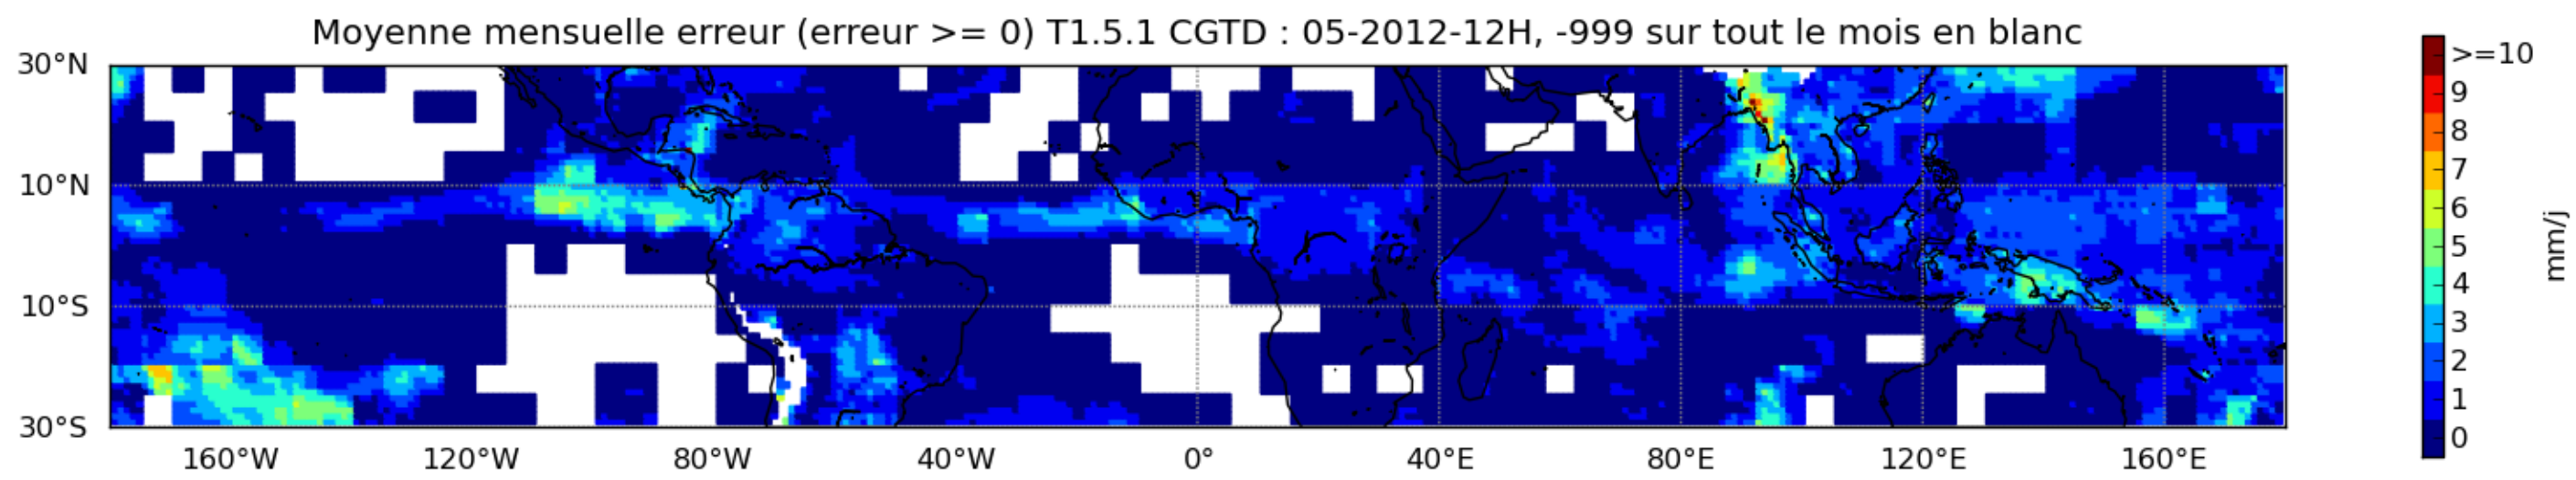 Moyenne mensuelle erreur (erreur >= 0) T1.5.1 CGTD : 05-2012-12H, -999 sur tout le mois en blanc
30°N
10°N
10°S
30°S
160°W 120°W 80°W 40°W 0° 40°E 80°E 120°E 160°E
>=10
9
8
7
6
5
4
3
2
1
0
mm/j